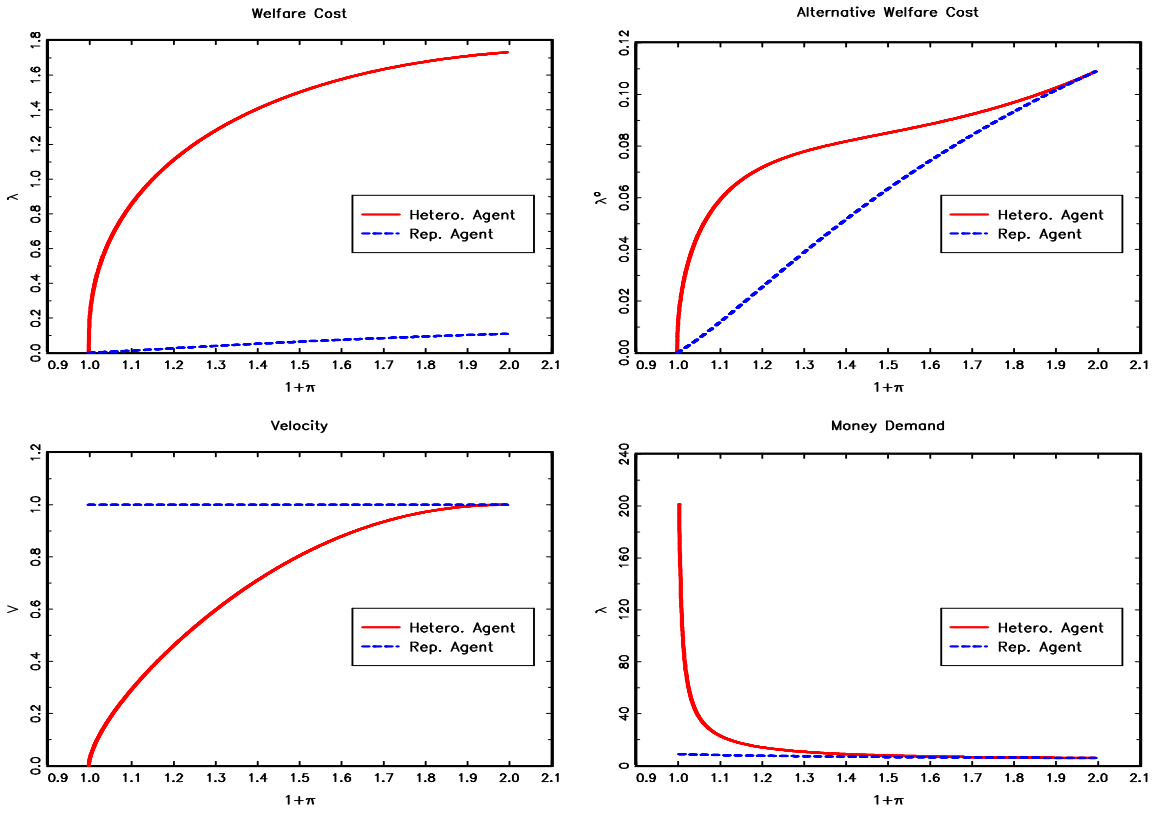 Welfare Cost
λ
0.0 0.2 0.4 0.6 0.8 1.0 1.2 1.4 1.6 1.8
Hetero. Agent
Rep. Agent
0.9 1.0 1.1 1.2 1.3 1.4 1.5 1.6 1.7 1.8 1.9 2.0 2.1
1+π
Alternative Welfare Cost
λ⁰
0.00 0.02 0.04 0.06 0.08 0.10 0.12
Hetero. Agent
Rep. Agent
0.9 1.0 1.1 1.2 1.3 1.4 1.5 1.6 1.7 1.8 1.9 2.0 2.1
1+π
Velocity
V
0.0 0.2 0.4 0.6 0.8 1.0 1.2
Hetero. Agent
Rep. Agent
0.9 1.0 1.1 1.2 1.3 1.4 1.5 1.6 1.7 1.8 1.9 2.0 2.1
1+π
Money Demand
λ
0 40 80 120 160 200 240
Hetero. Agent
Rep. Agent
0.9 1.0 1.1 1.2 1.3 1.4 1.5 1.6 1.7 1.8 1.9 2.0 2.1
1+π